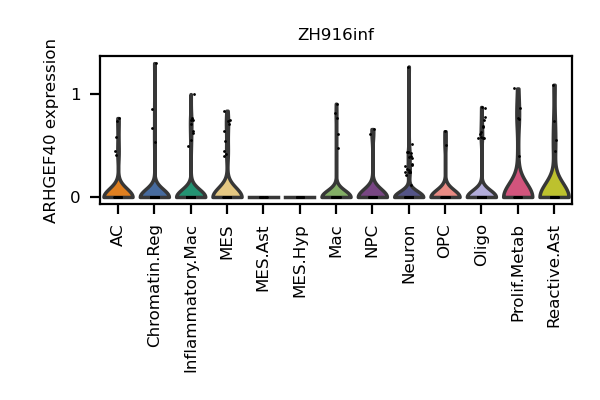 ZH916inf
ARHGEF40 expression
1
0
AC
Chromatin.Reg
Inflammatory.Mac
MES
MES.Ast
MES.Hyp
Mac
NPC
Neuron
OPC
Oligo
Prolif.Metab
Reactive.Ast